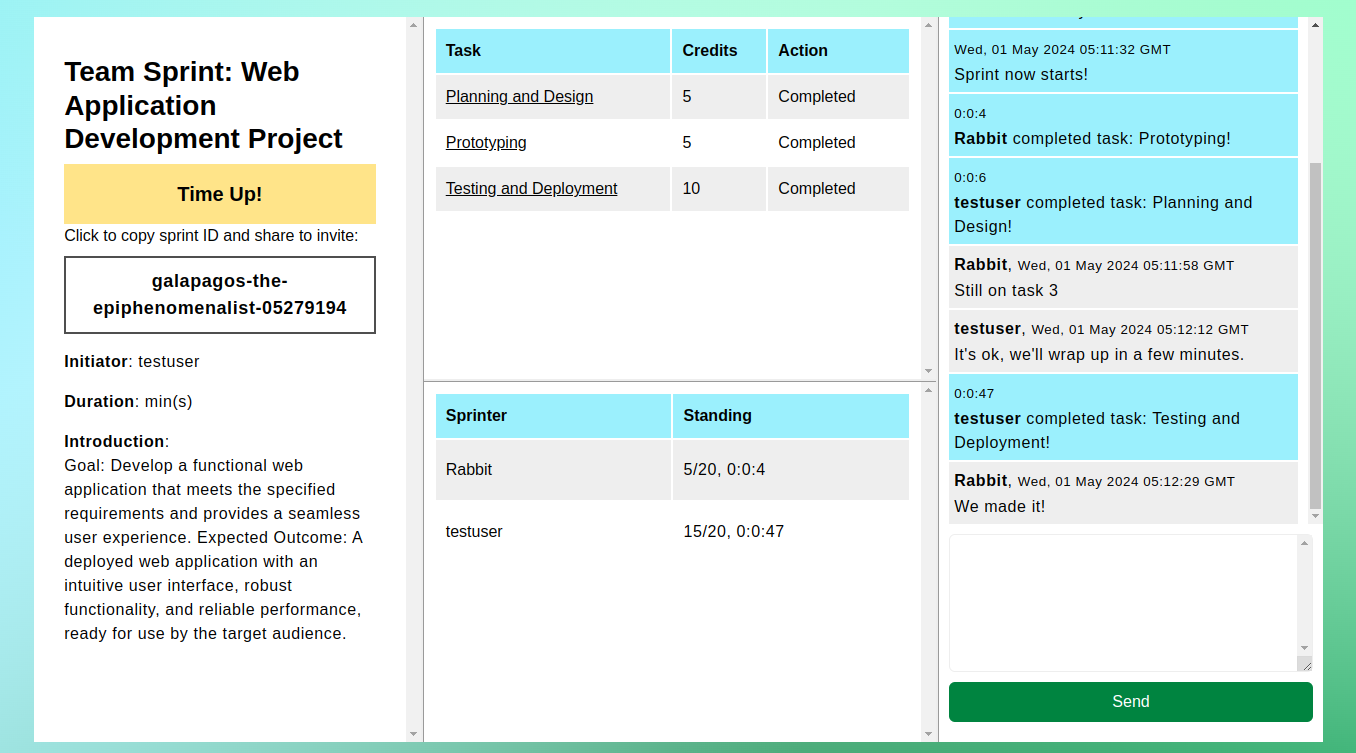 Team Sprint: Web
Application
Development Project
Time Up!
Click to copy sprint ID and share to invite:
galapagos-the-
epiphenomenalist-05279194
Initiator: testuser
Duration: min(s)
Introduction:
Goal: Develop a functional web
application that meets the specified
requirements and provides a seamless
user experience. Expected Outcome: A
deployed web application with an
intuitive user interface, robust
functionality, and reliable performance,
ready for use by the target audience.
Task Credits Action
Planning and Design 5 Completed
Prototyping 5 Completed
Testing and Deployment 10 Completed
Sprinter Standing
Rabbit 5/20, 0:0:4
testuser 15/20, 0:0:47
Wed, 01 May 2024 05:11:32 GMT
Sprint now starts!
0:0:4
Rabbit completed task: Prototyping!
0:0:6
testuser completed task: Planning and
Design!
Rabbit, Wed, 01 May 2024 05:11:58 GMT
Still on task 3
testuser, Wed, 01 May 2024 05:12:12 GMT
It's ok, we'll wrap up in a few minutes.
0:0:47
testuser completed task: Testing and
Deployment!
Rabbit, Wed, 01 May 2024 05:12:29 GMT
We made it!
Send